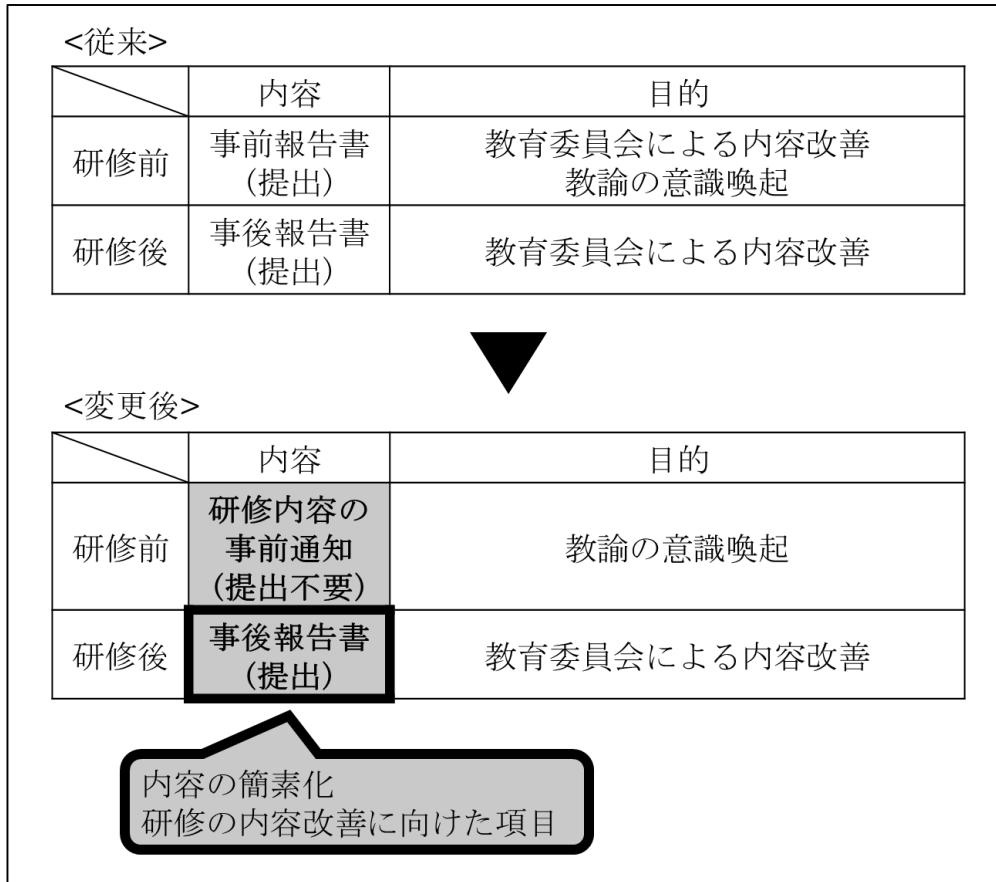 <従来>
内容 目的
研修前 事前報告書 (提出) 教育委員会による内容改善 教諭の意識喚起
研修後 事後報告書 (提出) 教育委員会による内容改善
<変更後>
内容 目的
研修前 研修内容の 事前通知 (提出不要) 教諭の意識喚起
研修後 事後報告書 (提出) 教育委員会による内容改善
内容の簡素化
研修の内容改善に向けた項目